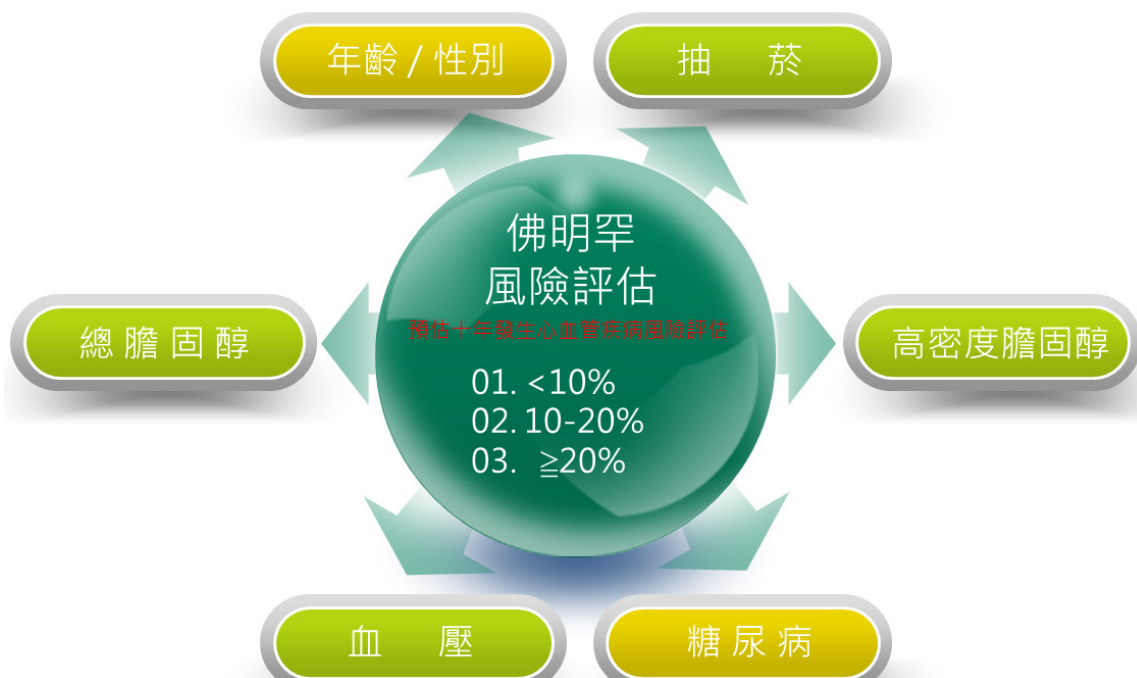 年齡 / 性別
抽 菸
佛明罕
風險評估
預估十年發生心血管疾病風險評估
總膽固醇
高密度膽固醇
01. <10%
02. 10-20%
03. ≧20%
血 壓
糖尿病